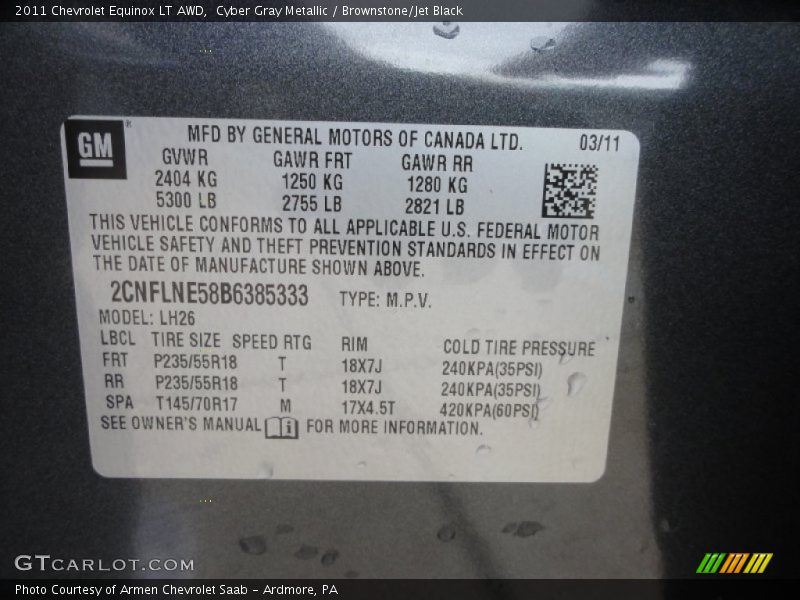 2011 Chevrolet Equinox LT AWD, Cyber Gray Metallic / Brownstone/Jet Black
GM ®
MFD BY GENERAL MOTORS OF CANADA LTD. 03/11
GVWR GAWR FRT GAWR RR
2404 KG 1250 KG 1280 KG
5300 LB 2755 LB 2821 LB
THIS VEHICLE CONFORMS TO ALL APPLICABLE U.S. FEDERAL MOTOR
VEHICLE SAFETY AND THEFT PREVENTION STANDARDS IN EFFECT ON
THE DATE OF MANUFACTURE SHOWN ABOVE.
2CNFLNE58B6385333 TYPE: M.P.V.
MODEL: LH26
LBCL TIRE SIZE SPEED RTG RIM COLD TIRE PRESSURE
FRT P235/55R18 T 18X7J 240KPA(35PSI)
RR P235/55R18 T 18X7J 240KPA(35PSI)
SPA T145/70R17 M 17X4.5T 420KPA(60PSI)
SEE OWNER'S MANUAL FOR MORE INFORMATION.
GTCARLOT.COM
Photo Courtesy of Armen Chevrolet Saab - Ardmore, PA